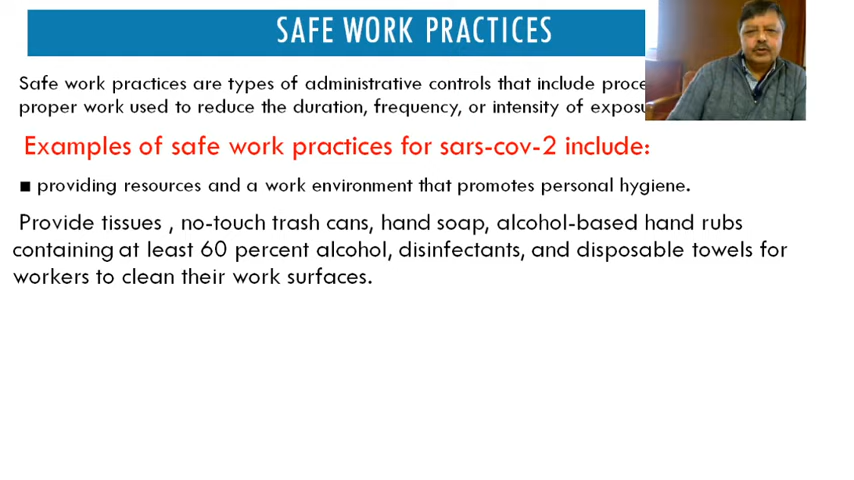 SAFE WORK PRACTICES
Safe work practices are types of administrative controls that include
proper work used to reduce the duration, frequency, or intensity of
Examples of safe work practices for sars-cov-2 include:
■ providing resources and a work environment that promotes personal hygiene.
Provide tissues , no-touch trash cans, hand soap, alcohol-based hand rubs
containing at least 60 percent alcohol, disinfectants, and disposable towels for
workers to clean their work surfaces.